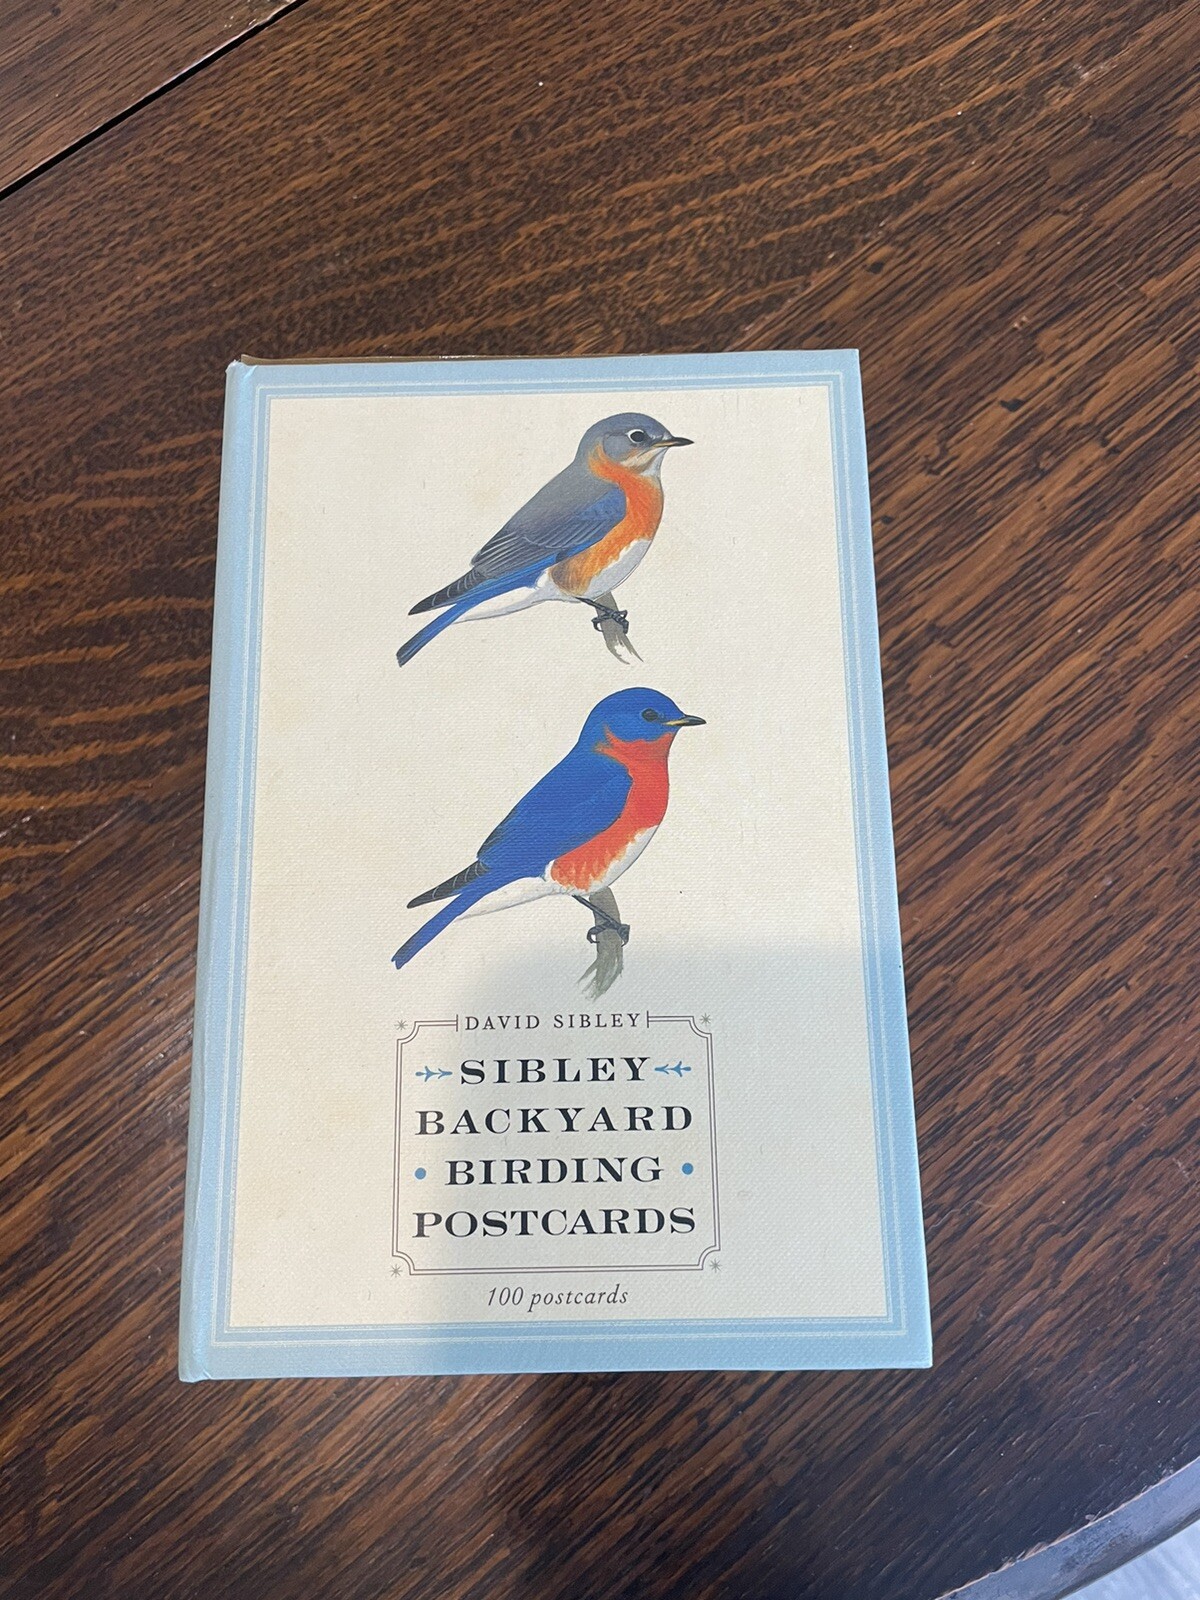 DAVID SIBLEY
SIBLEY
BACKYARD
• BIRDING •
POSTCARDS
100 postcards